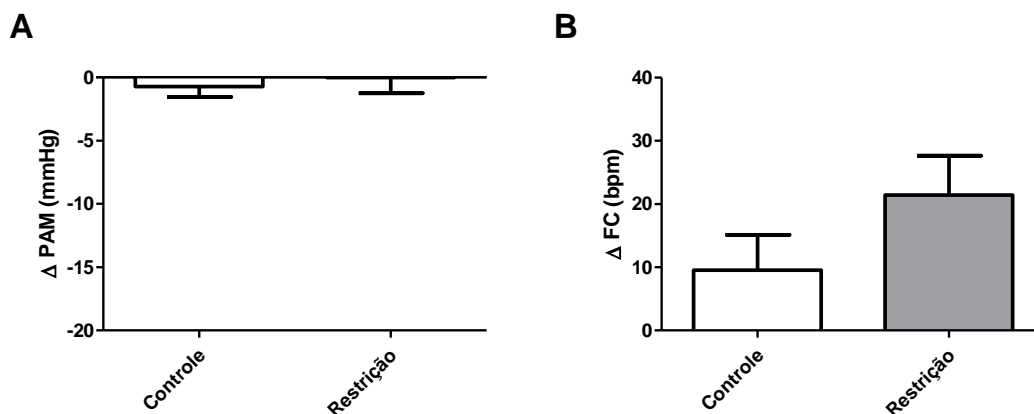 A
Δ PAM (mmHg)
0
-5
-10
-15
-20
Controle
Restrição
B
Δ FC (bpm)
40
30
20
10
0
Controle
Restrição